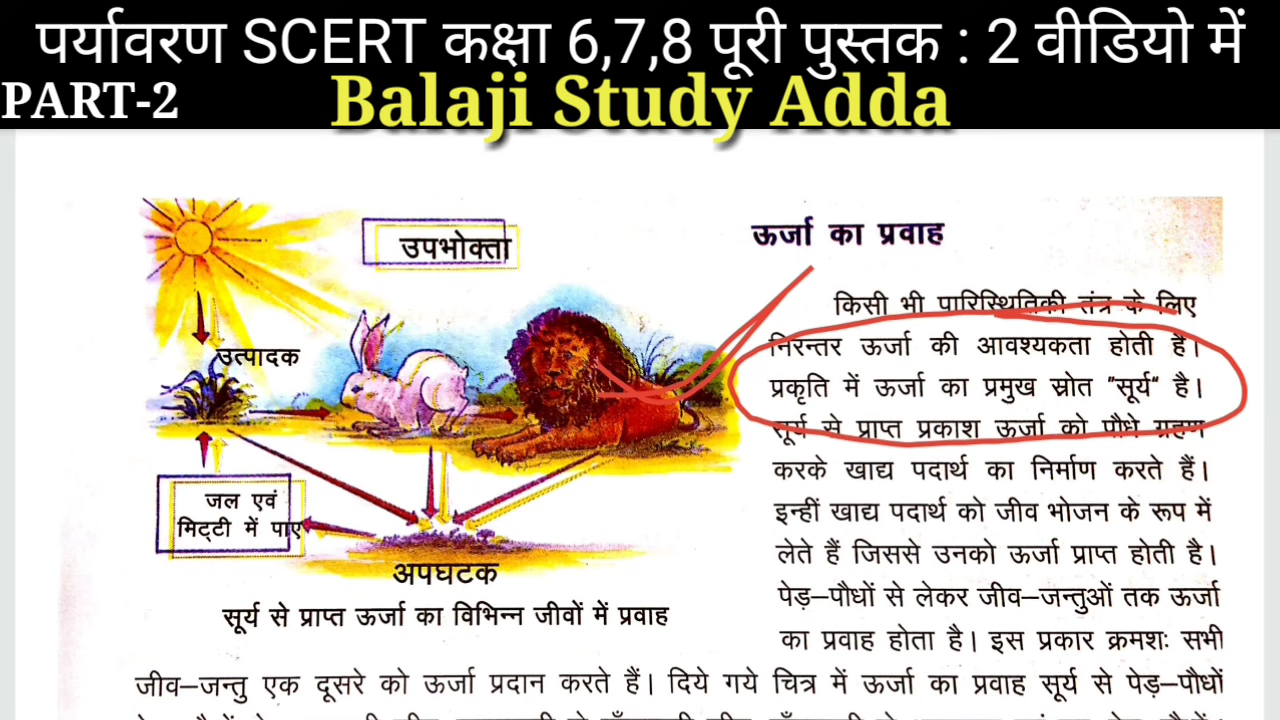 पर्यावरण SCERT कक्षा 6,7,8 पूरी पुस्तक : 2 वीडियो में
PART-2
Balaji Study Adda
उपभोक्ता
उत्पादक
जल एवं
मिट्टी में पाए
अपघटक
सूर्य से प्राप्त ऊर्जा का विभिन्न जीवों में प्रवाह
ऊर्जा का प्रवाह
किसी भी पारिस्थितिकी तंत्र के लिए
निरन्तर ऊर्जा की आवश्यकता होती है।
प्रकृति में ऊर्जा का प्रमुख स्रोत "सूर्य" है।
सूर्य से प्राप्त प्रकाश ऊर्जा को पौधे ग्रहण
करके खाद्य पदार्थ का निर्माण करते हैं।
इन्हीं खाद्य पदार्थ को जीव भोजन के रूप में
लेते हैं जिससे उनको ऊर्जा प्राप्त होती है।
पेड़–पौधों से लेकर जीव–जन्तुओं तक ऊर्जा
का प्रवाह होता है। इस प्रकार क्रमशः सभी
जीव–जन्तु एक दूसरे को ऊर्जा प्रदान करते हैं। दिये गये चित्र में ऊर्जा का प्रवाह सूर्य से पेड़–पौधों